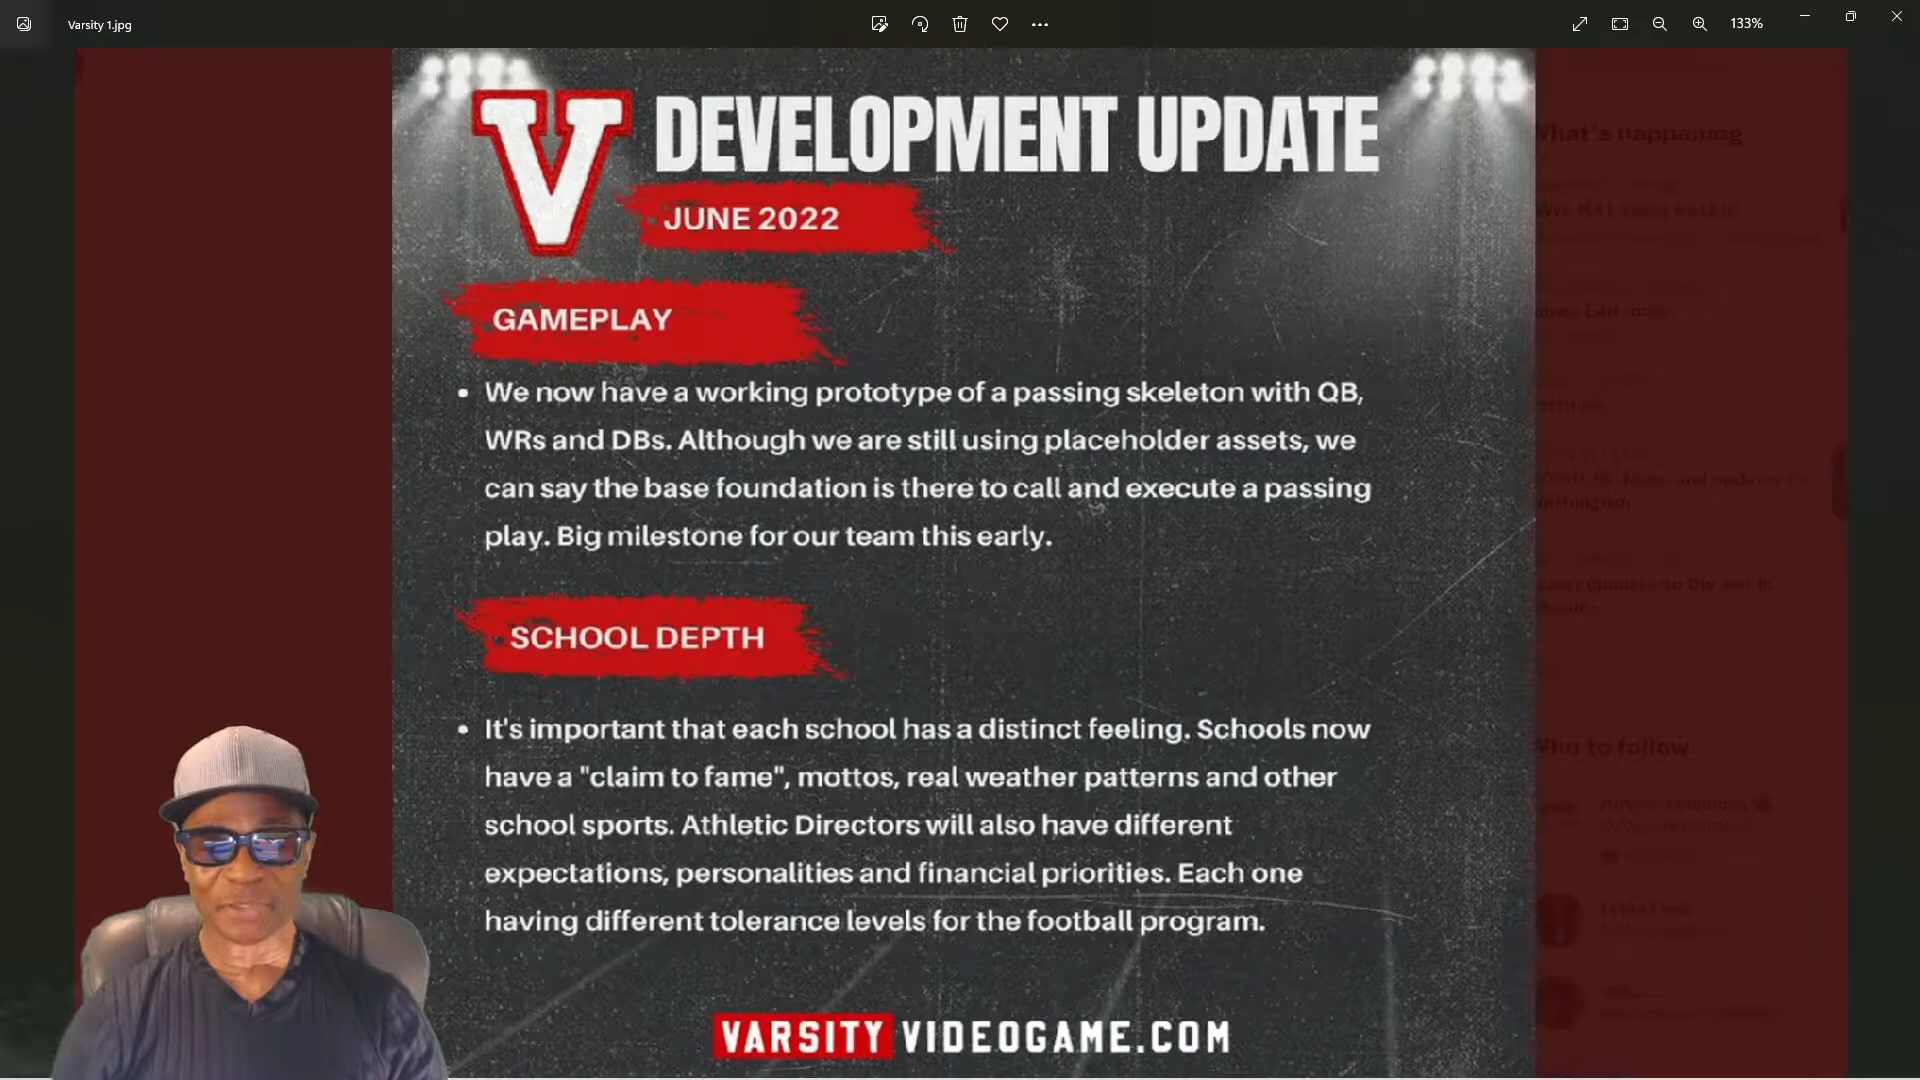 Varsity 1.jpg
133%
V
DEVELOPMENT UPDATE
JUNE 2022
GAMEPLAY
• We now have a working prototype of a passing skeleton with QB,
WRs and DBs. Although we are still using placeholder assets, we
can say the base foundation is there to call and execute a passing
play. Big milestone for our team this early.
SCHOOL DEPTH
• It's important that each school has a distinct feeling. Schools now
have a "claim to fame", mottos, real weather patterns and other
school sports. Athletic Directors will also have different
expectations, personalities and financial priorities. Each one
having different tolerance levels for the football program.
VARSITY VIDEOGAME.COM
What's happening
Who to follow